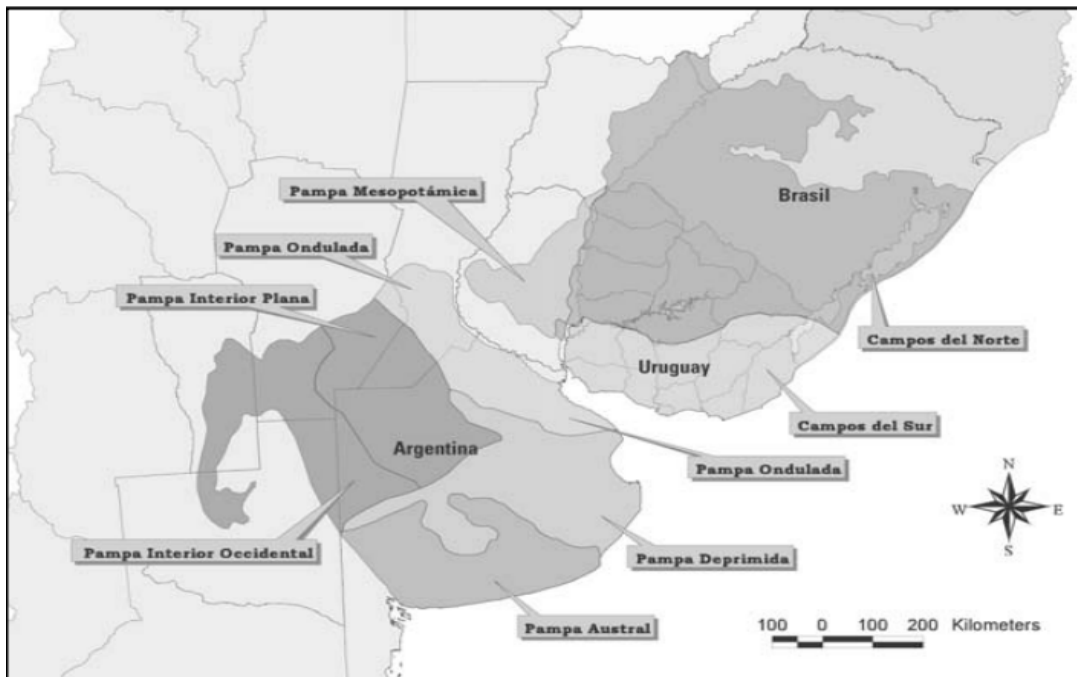 Pampa Mesopotámica
Brasil
Pampa Ondulada
Pampa Interior Plana
Campos del Norte
Uruguay
Campos del Sur
Argentina
Pampa Ondulada
N
W
E
S
Pampa Interior Occidental
Pampa Deprimida
Pampa Austral
100 0 100 200 Kilometers